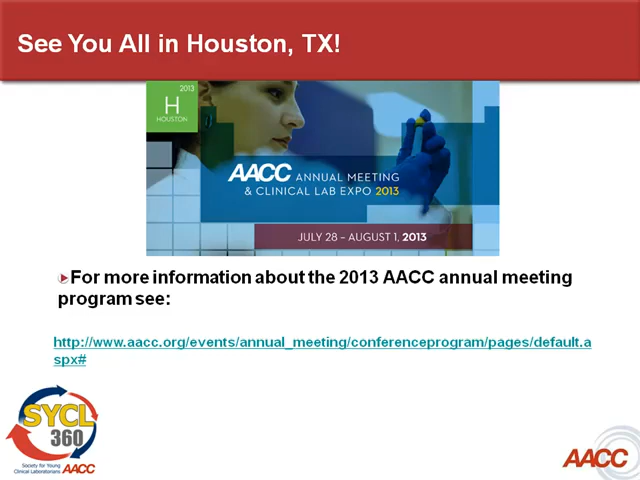 See You All in Houston, TX!
2013
H
HOUSTON
AACC ANNUAL MEETING
& CLINICAL LAB EXPO 2013
JULY 28 – AUGUST 1, 2013
For more information about the 2013 AACC annual meeting
program see:
http://www.aacc.org/events/annual_meeting/conferenceprogram/pages/default.a
spx#
SYCL
360
Society for Young
Clinical Laboratorians AACC
AACC